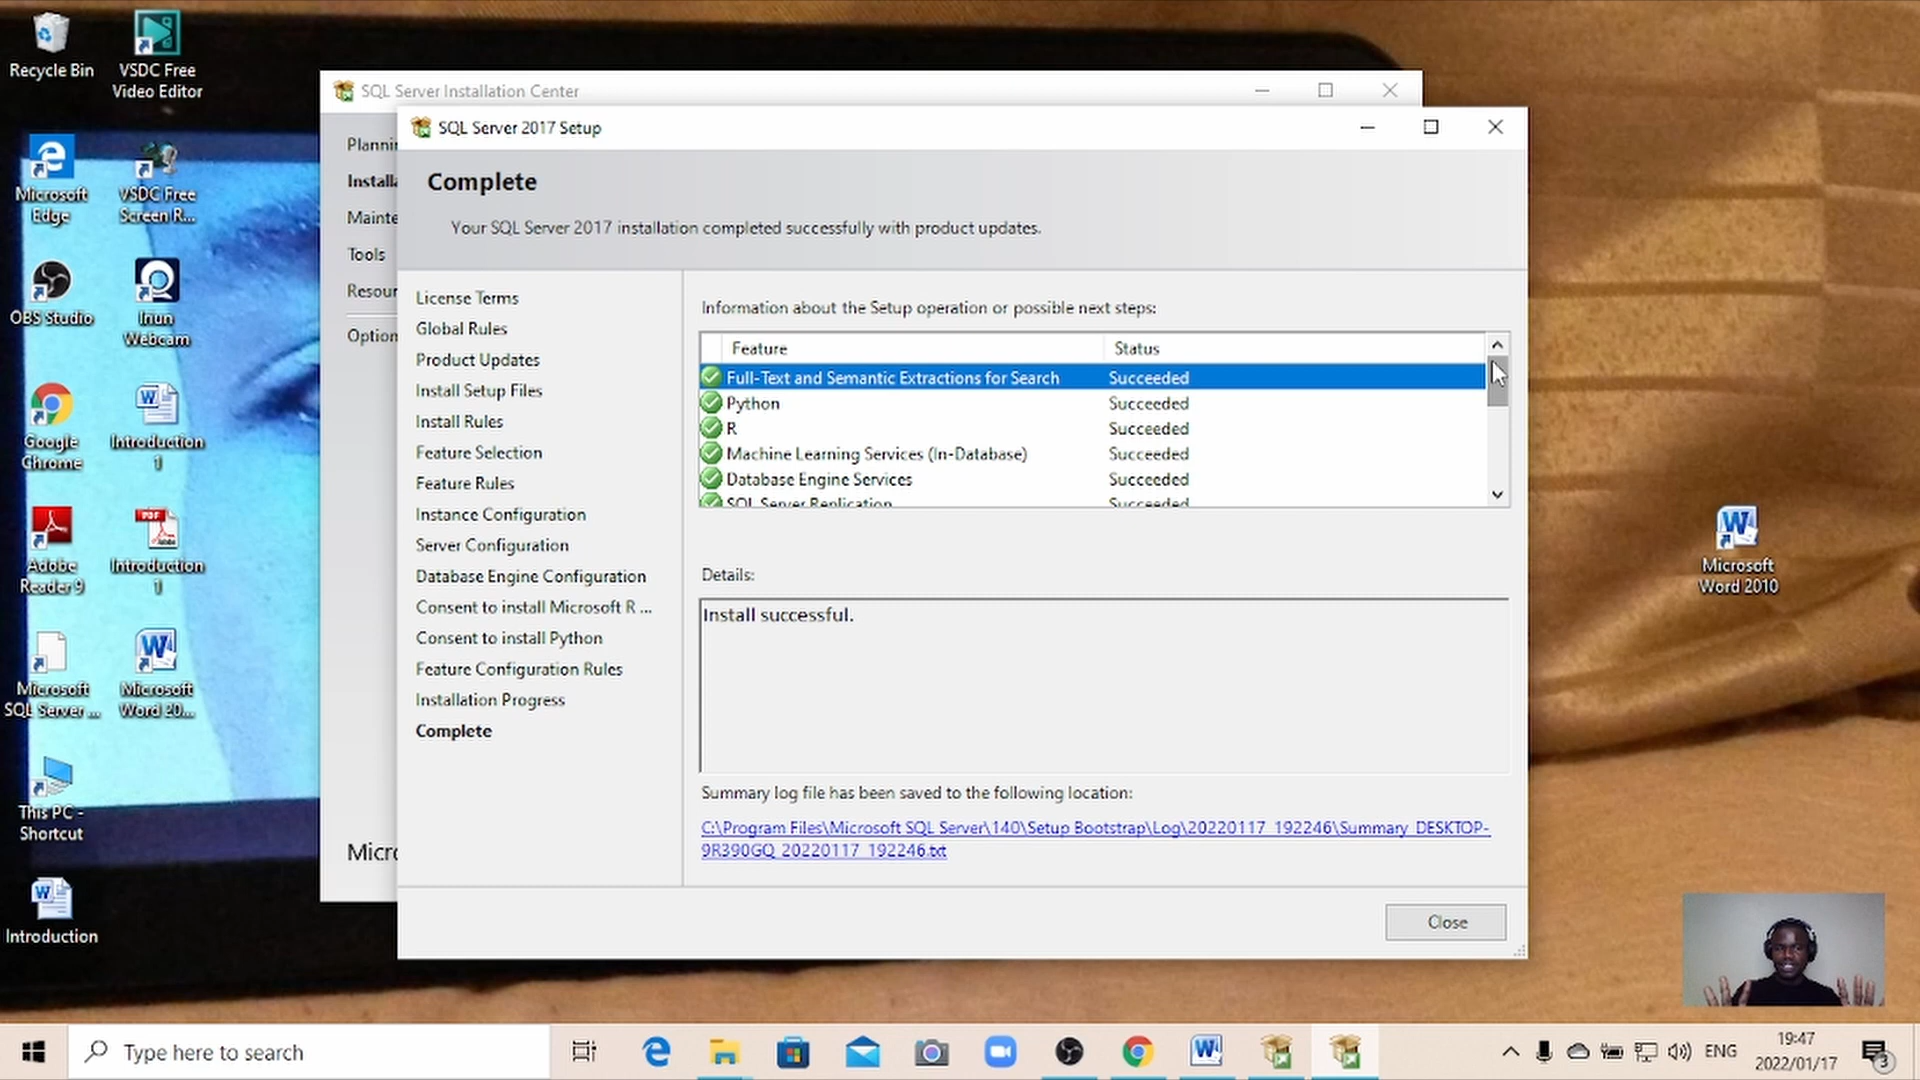 Recycle Bin
VSDC Free
Video Editor
Microsoft
Edge
VSDC Free
Screen R...
OBS Studio
Iriun
Webcam
Google
Chrome
Introduction
1
Adobe
Reader 9
Introduction
1
Microsoft
SQL Server ...
Microsoft
Word 20...
This PC -
Shortcut
Introduction
SQL Server Installation Center
Planni
Installa
Mainte
Tools
Resour
Option
Micro
SQL Server 2017 Setup
Complete
Your SQL Server 2017 installation completed successfully with product updates.
License Terms
Global Rules
Product Updates
Install Setup Files
Install Rules
Feature Selection
Feature Rules
Instance Configuration
Server Configuration
Database Engine Configuration
Consent to install Microsoft R ...
Consent to install Python
Feature Configuration Rules
Installation Progress
Complete
Information about the Setup operation or possible next steps:
Feature Status
Full-Text and Semantic Extractions for Search Succeeded
Python Succeeded
R Succeeded
Machine Learning Services (In-Database) Succeeded
Database Engine Services Succeeded
SQL Server Replication Succeeded
Details:
Install successful.
Summary log file has been saved to the following location:
C:\Program Files\Microsoft SQL Server\140\Setup Bootstrap\Log\20220117_192246\Summary_DESKTOP-
9R390GQ_20220117_192246.txt
Close
Microsoft
Word 2010
Type here to search
ENG
19:47
2022/01/17
3